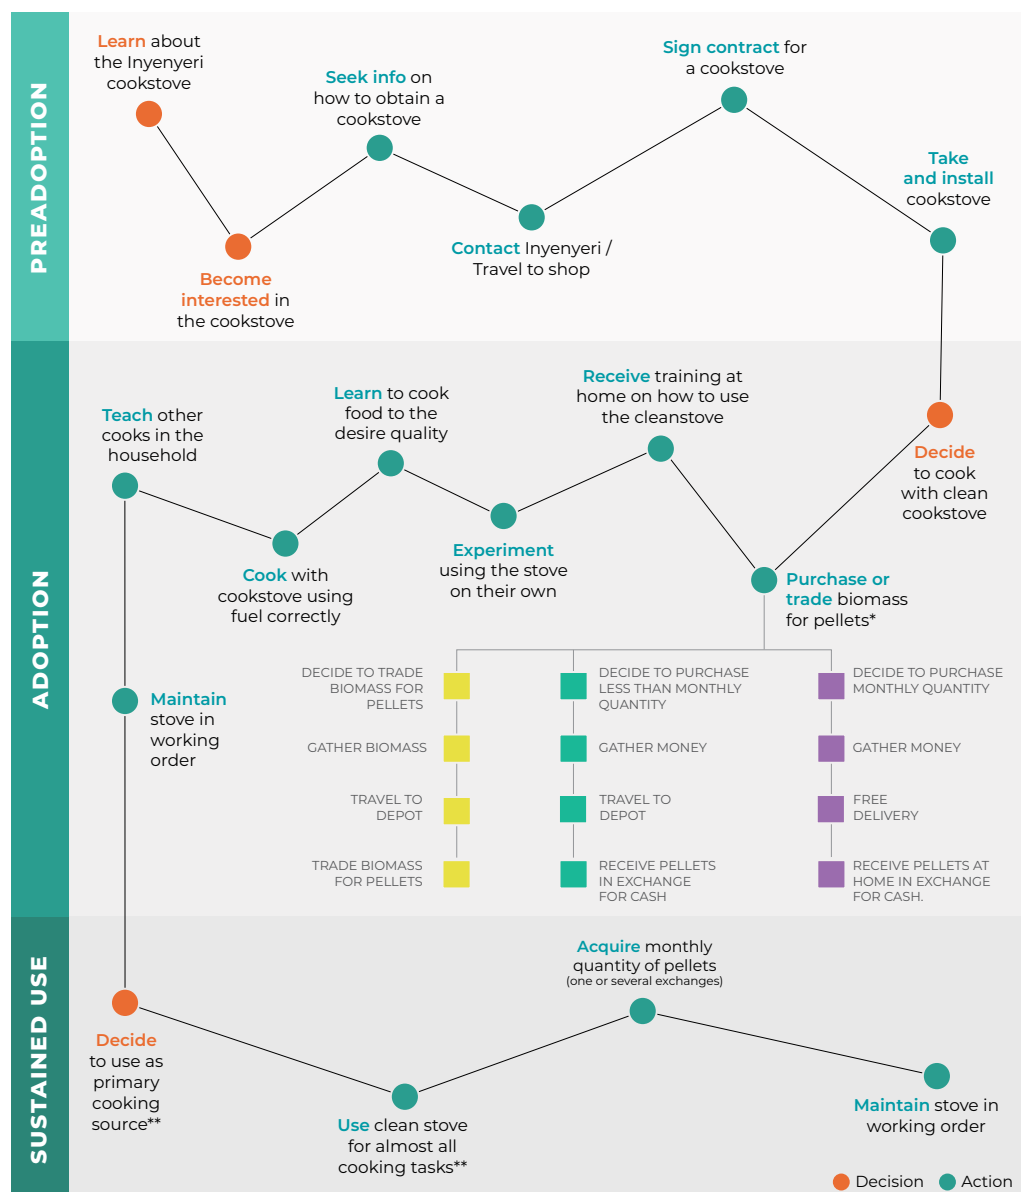 PREADOPTION
Learn about
the Inyenyeri
cookstove
Become
interested in
the cookstove
Seek info on
how to obtain a
cookstove
Contact Inyenyeri /
Travel to shop
Sign contract for
a cookstove
Take
and install
cookstove
ADOPTION
Decide
to cook
with clean
cookstove
Purchase or
trade biomass
for pellets*
DECIDE TO TRADE
BIOMASS FOR
PELLETS
GATHER BIOMASS
TRAVEL TO
DEPOT
TRADE BIOMASS
FOR PELLETS
DECIDE TO PURCHASE
LESS THAN MONTHLY
QUANTITY
GATHER MONEY
TRAVEL TO
DEPOT
RECEIVE PELLETS
IN EXCHANGE
FOR CASH
DECIDE TO PURCHASE
MONTHLY QUANTITY
GATHER MONEY
FREE
DELIVERY
RECEIVE PELLETS AT
HOME IN EXCHANGE
FOR CASH.
Receive training at
home on how to use
the cleanstove
Experiment
using the stove
on their own
Learn to cook
food to the
desire quality
Cook with
cookstove using
fuel correctly
Teach other
cooks in the
household
Maintain
stove in
working
order
SUSTAINED USE
Decide
to use as
primary
cooking
source**
Use clean stove
for almost all
cooking tasks**
Acquire monthly
quantity of pellets
(one or several exchanges)
Maintain stove in
working order
Decision
Action